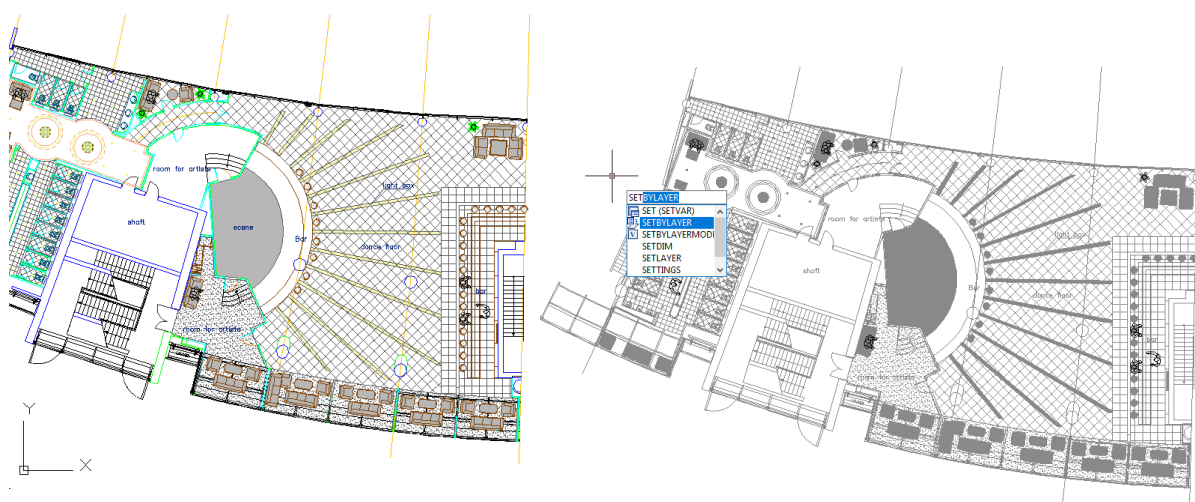 room for artists
light box
shaft
scene
Bar
dance floor
bar
room for artists
Y
X
SETBYLAYER
SET (SETVAR)
SETBYLAYER
SETBYLAYERMODE
SETDIM
SETLAYER
SETTINGS
room for artists
light box
shaft
Bar
dance floor
bar
room for artists